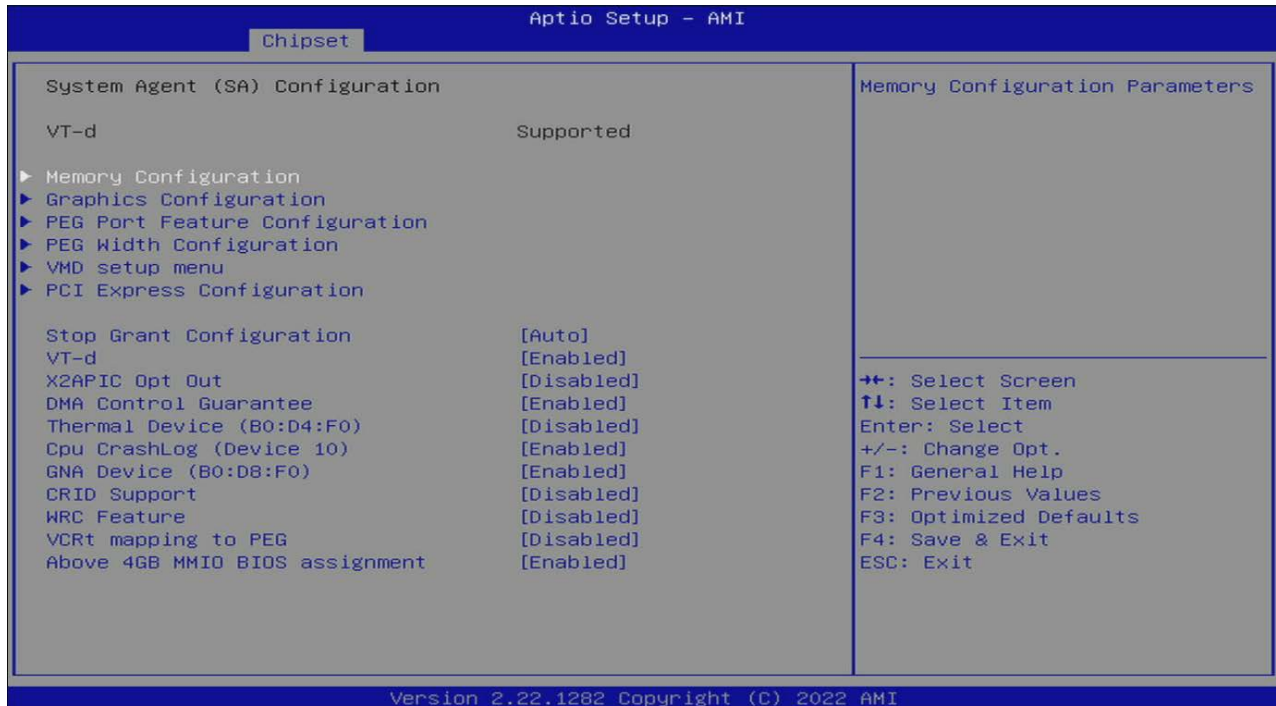 Aptio Setup – AMI
Chipset
System Agent (SA) Configuration
VT-d Supported
▶ Memory Configuration
▶ Graphics Configuration
▶ PEG Port Feature Configuration
▶ PEG Width Configuration
▶ VMD setup menu
▶ PCI Express Configuration
Stop Grant Configuration [Auto]
VT-d [Enabled]
X2APIC Opt Out [Disabled]
DMA Control Guarantee [Enabled]
Thermal Device (B0:D4:F0) [Disabled]
Cpu CrashLog (Device 10) [Enabled]
GNA Device (B0:D8:F0) [Enabled]
CRID Support [Disabled]
WRC Feature [Disabled]
VCRt mapping to PEG [Disabled]
Above 4GB MMIO BIOS assignment [Enabled]
Memory Configuration Parameters
→←: Select Screen
↑↓: Select Item
Enter: Select
+/-: Change Opt.
F1: General Help
F2: Previous Values
F3: Optimized Defaults
F4: Save & Exit
ESC: Exit
Version 2.22.1282 Copyright (C) 2022 AMI